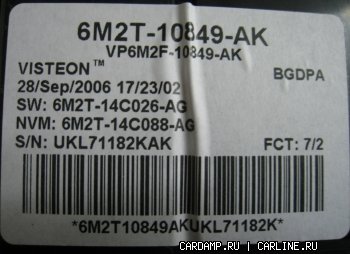 6M2T-10849-AK
VP6M2F-10849-AK
VISTEON™ BGDPA
28/Sep/2006 17/23/02
SW: 6M2T-14C026-AG
NVM: 6M2T-14C088-AG
S/N: UKL71182KAK FCT: 7/2
*6M2T10849AKUKL71182K*
CARDAMP.RU | CARLINE.RU